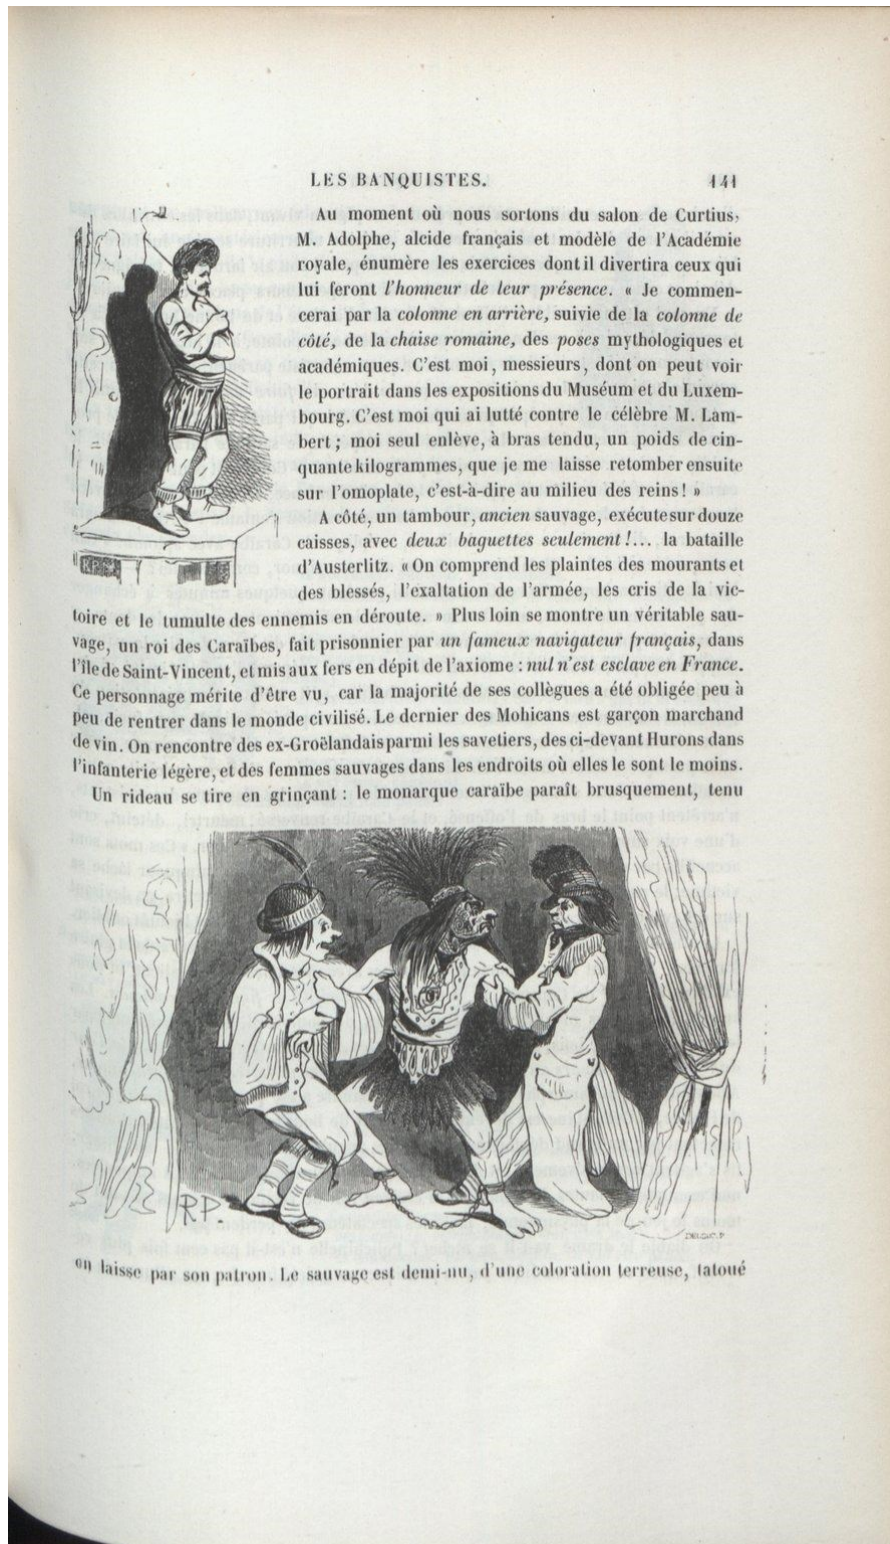 LES BANQUISTES. 141
Au moment où nous sortons du salon de Curtius,
M. Adolphe, alcide français et modèle de l'Académie
royale, énumère les exercices dont il divertira ceux qui
lui feront l'honneur de leur présence. « Je commen-
cerai par la colonne en arrière, suivie de la colonne de
côté, de la chaise romaine, des poses mythologiques et
académiques. C'est moi, messieurs, dont on peut voir
le portrait dans les expositions du Muséum et du Luxem-
bourg. C'est moi qui ai lutté contre le célèbre M. Lam-
bert ; moi seul enlève, à bras tendu, un poids de cin-
quante kilogrammes, que je me laisse retomber ensuite
sur l'omoplate, c'est-à-dire au milieu des reins ! »
A côté, un tambour, ancien sauvage, exécute sur douze
caisses, avec deux baguettes seulement !... la bataille
d'Austerlitz. « On comprend les plaintes des mourants et
des blessés, l'exaltation de l'armée, les cris de la vic-
toire et le tumulte des ennemis en déroute. » Plus loin se montre un véritable sau-
vage, un roi des Caraïbes, fait prisonnier par un fameux navigateur français, dans
l'île de Saint-Vincent, et mis aux fers en dépit de l'axiome : nul n'est esclave en France.
Ce personnage mérite d'être vu, car la majorité de ses collègues a été obligée peu à
peu de rentrer dans le monde civilisé. Le dernier des Mohicans est garçon marchand
de vin. On rencontre des ex-Groëlandais parmi les savetiers, des ci-devant Hurons dans
l'infanterie légère, et des femmes sauvages dans les endroits où elles le sont le moins.
Un rideau se tire en grinçant : le monarque caraïbe paraît brusquement, tenu
R.P.
en laisse par son patron. Le sauvage est demi-nu, d'une coloration terreuse, tatoué